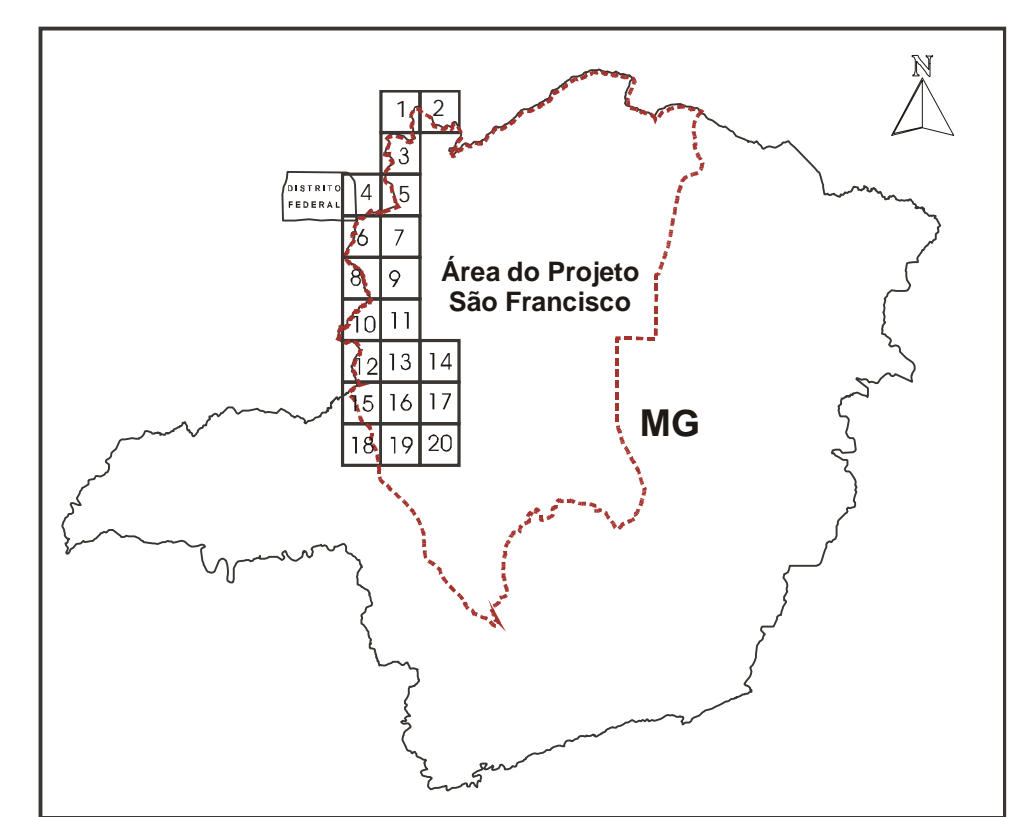 N
1 2
3
DISTRITO
FEDERAL
4 5
6 7
8 9
10 11
12 13 14
15 16 17
18 19 20
Área do Projeto
São Francisco
MG